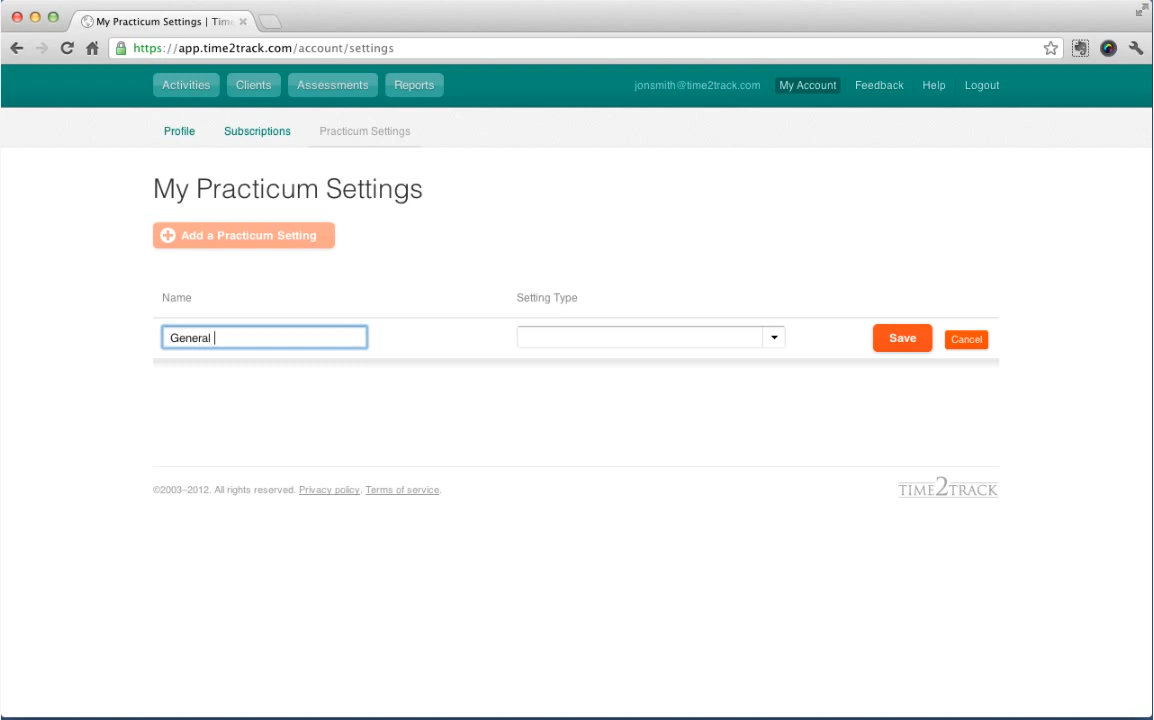 My Practicum Settings | Time
https://app.time2track.com/account/settings
Activities Clients Assessments Reports jonsmith@time2track.com My Account Feedback Help Logout
Profile Subscriptions Practicum Settings
My Practicum Settings
Add a Practicum Setting
Name Setting Type
General Save Cancel
©2003–2012. All rights reserved. Privacy policy. Terms of service. TIME2TRACK